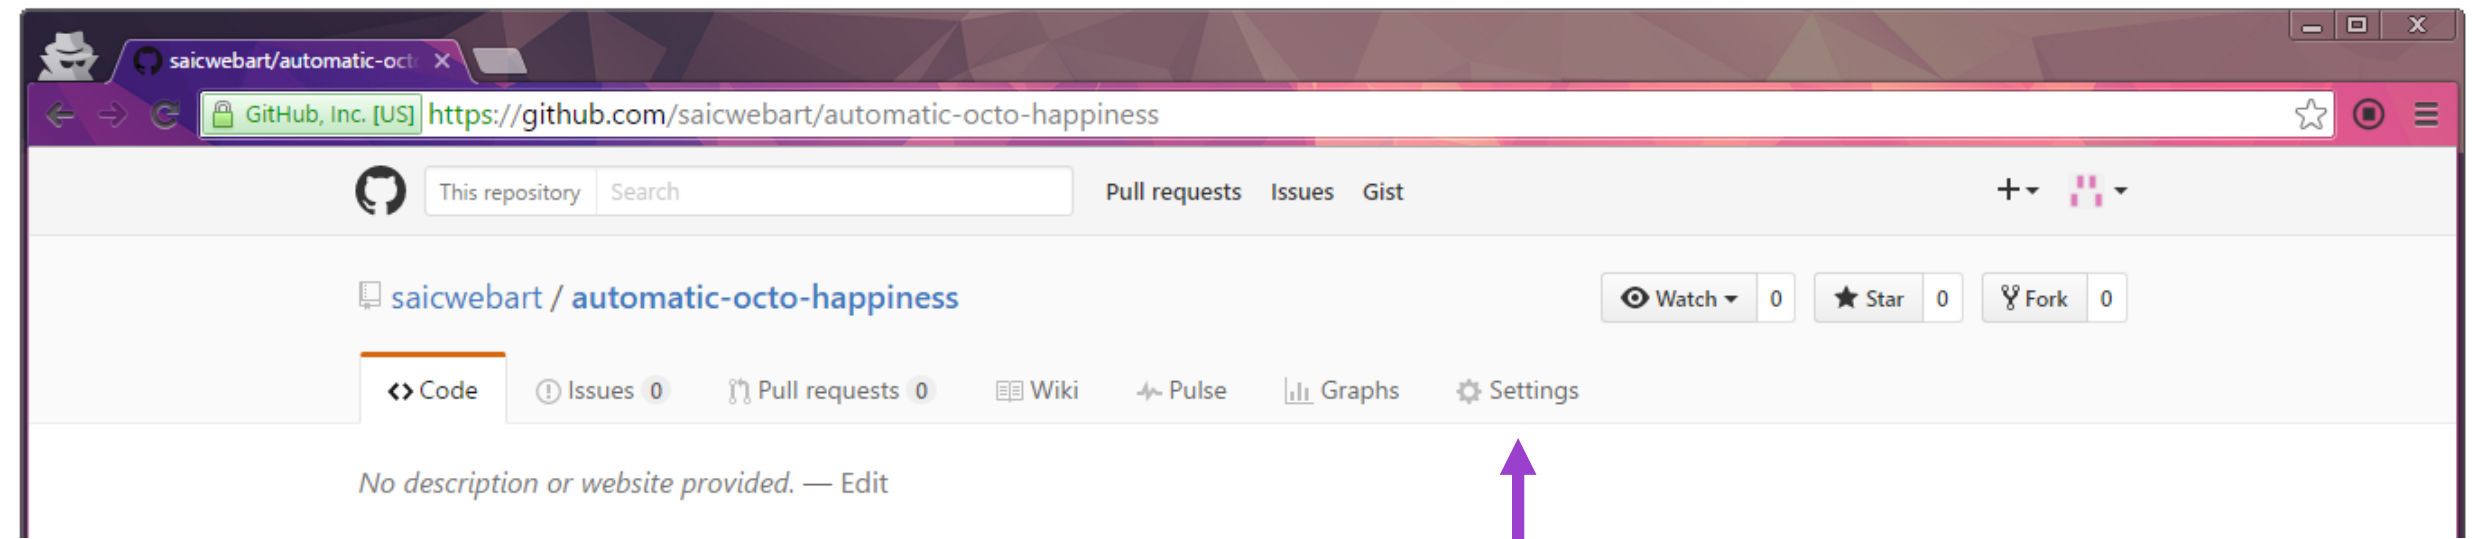 saicwebart/automatic-oct
GitHub, Inc. [US] https://github.com/saicwebart/automatic-octo-happiness
This repository Search Pull requests Issues Gist
saicwebart / automatic-octo-happiness Watch 0 Star 0 Fork 0
Code Issues 0 Pull requests 0 Wiki Pulse Graphs Settings
No description or website provided. — Edit